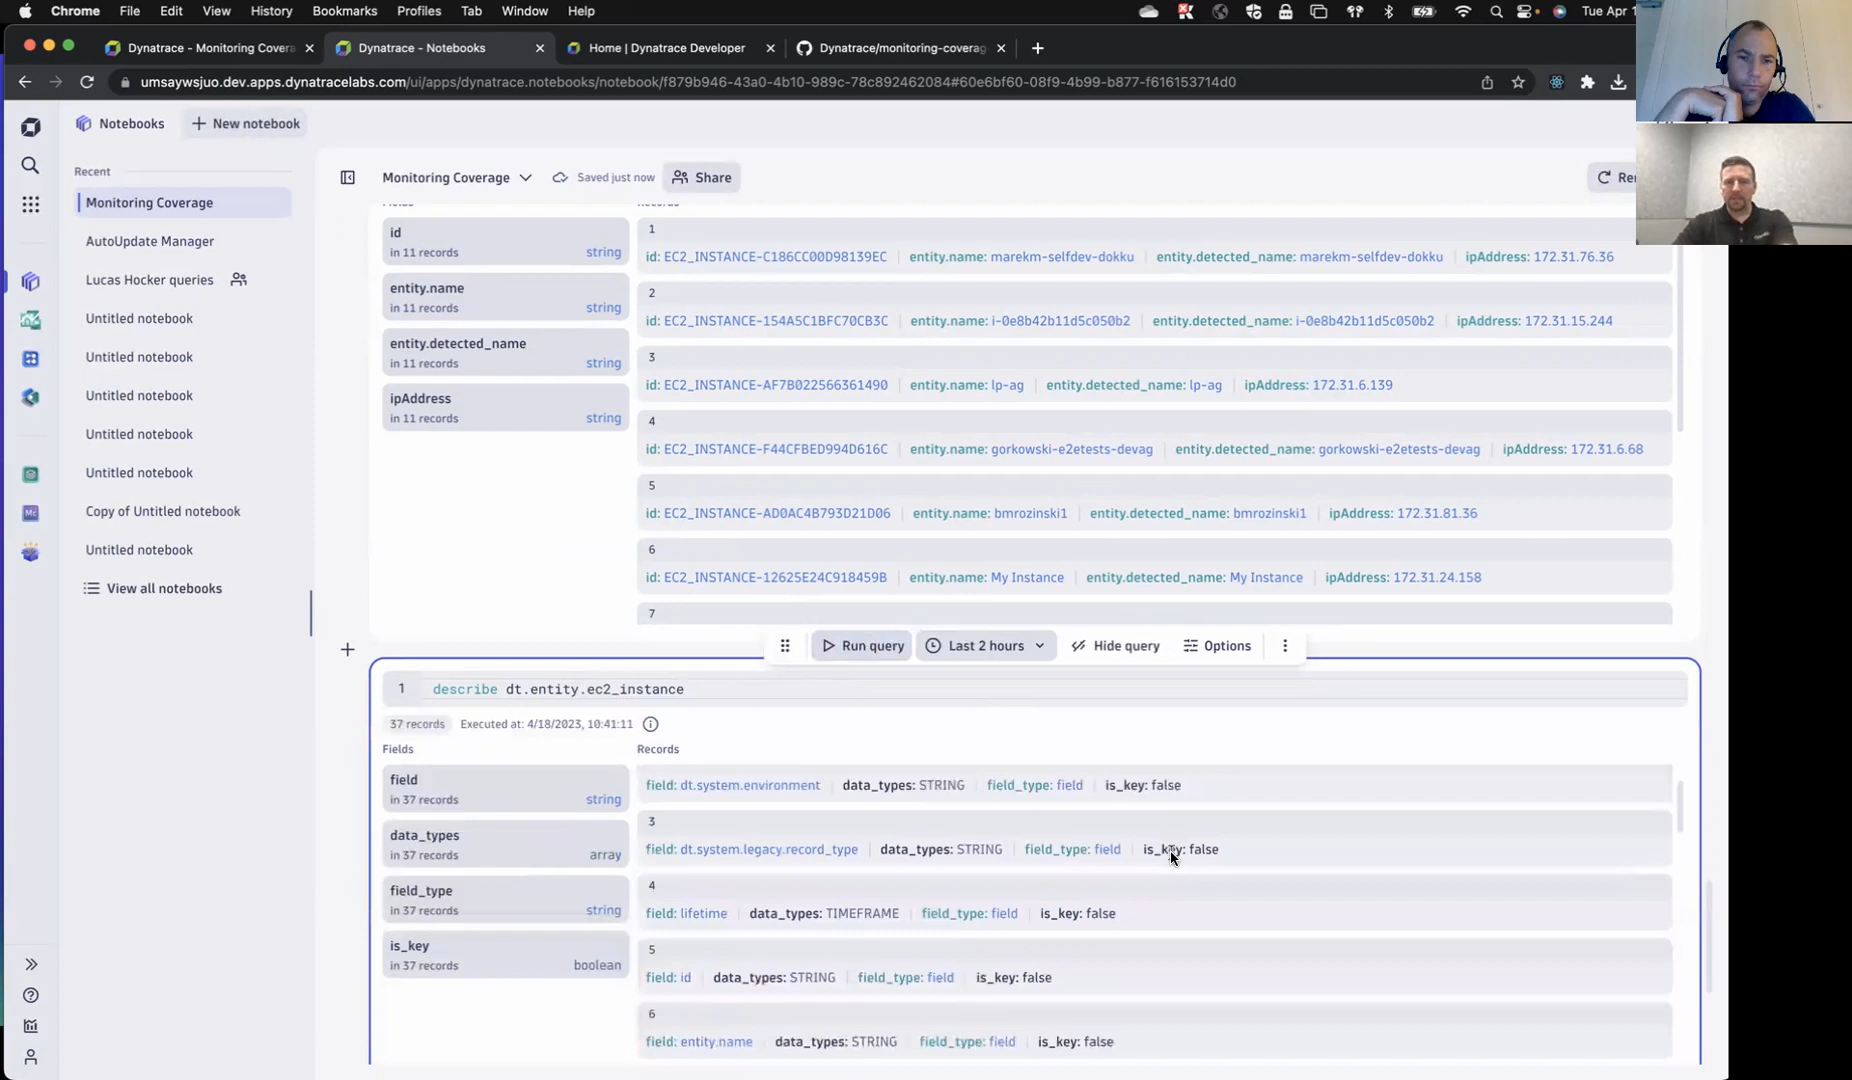 Chrome File Edit View History Bookmarks Profiles Tab Window Help Tue Apr 1
Dynatrace - Monitoring Covera
Dynatrace - Notebooks
Home | Dynatrace Developer
Dynatrace/monitoring-coverag
umsaywsjuo.dev.apps.dynatracelabs.com/ui/apps/dynatrace.notebooks/notebook/f879b946-43a0-4b10-989c-78c892462084#60e6bf60-08f9-4b99-b877-f616153714d0
Notebooks
New notebook
Recent
Monitoring Coverage
AutoUpdate Manager
Lucas Hocker queries
Untitled notebook
Untitled notebook
Untitled notebook
Untitled notebook
Untitled notebook
Copy of Untitled notebook
Untitled notebook
View all notebooks
Monitoring Coverage
Saved just now
Share
Fields
Records
id
in 11 records string
entity.name
in 11 records string
entity.detected_name
in 11 records string
ipAddress
in 11 records string
1
id: EC2_INSTANCE-C186CC00D98139EC entity.name: marekm-selfdev-dokku entity.detected_name: marekm-selfdev-dokku ipAddress: 172.31.76.36
2
id: EC2_INSTANCE-154A5C1BFC70CB3C entity.name: i-0e8b42b11d5c050b2 entity.detected_name: i-0e8b42b11d5c050b2 ipAddress: 172.31.15.244
3
id: EC2_INSTANCE-AF7B022566361490 entity.name: lp-ag entity.detected_name: lp-ag ipAddress: 172.31.6.139
4
id: EC2_INSTANCE-F44CFBED994D616C entity.name: gorkowski-e2etests-devag entity.detected_name: gorkowski-e2etests-devag ipAddress: 172.31.6.68
5
id: EC2_INSTANCE-AD0AC4B793D21D06 entity.name: bmrozinski1 entity.detected_name: bmrozinski1 ipAddress: 172.31.81.36
6
id: EC2_INSTANCE-12625E24C918459B entity.name: My Instance entity.detected_name: My Instance ipAddress: 172.31.24.158
7
Run query
Last 2 hours
Hide query
Options
1 describe dt.entity.ec2_instance
37 records Executed at: 4/18/2023, 10:41:11
Fields
Records
field
in 37 records string
data_types
in 37 records array
field_type
in 37 records string
is_key
in 37 records boolean
field: dt.system.environment data_types: STRING field_type: field is_key: false
3
field: dt.system.legacy.record_type data_types: STRING field_type: field is_key: false
4
field: lifetime data_types: TIMEFRAME field_type: field is_key: false
5
field: id data_types: STRING field_type: field is_key: false
6
field: entity.name data_types: STRING field_type: field is_key: false